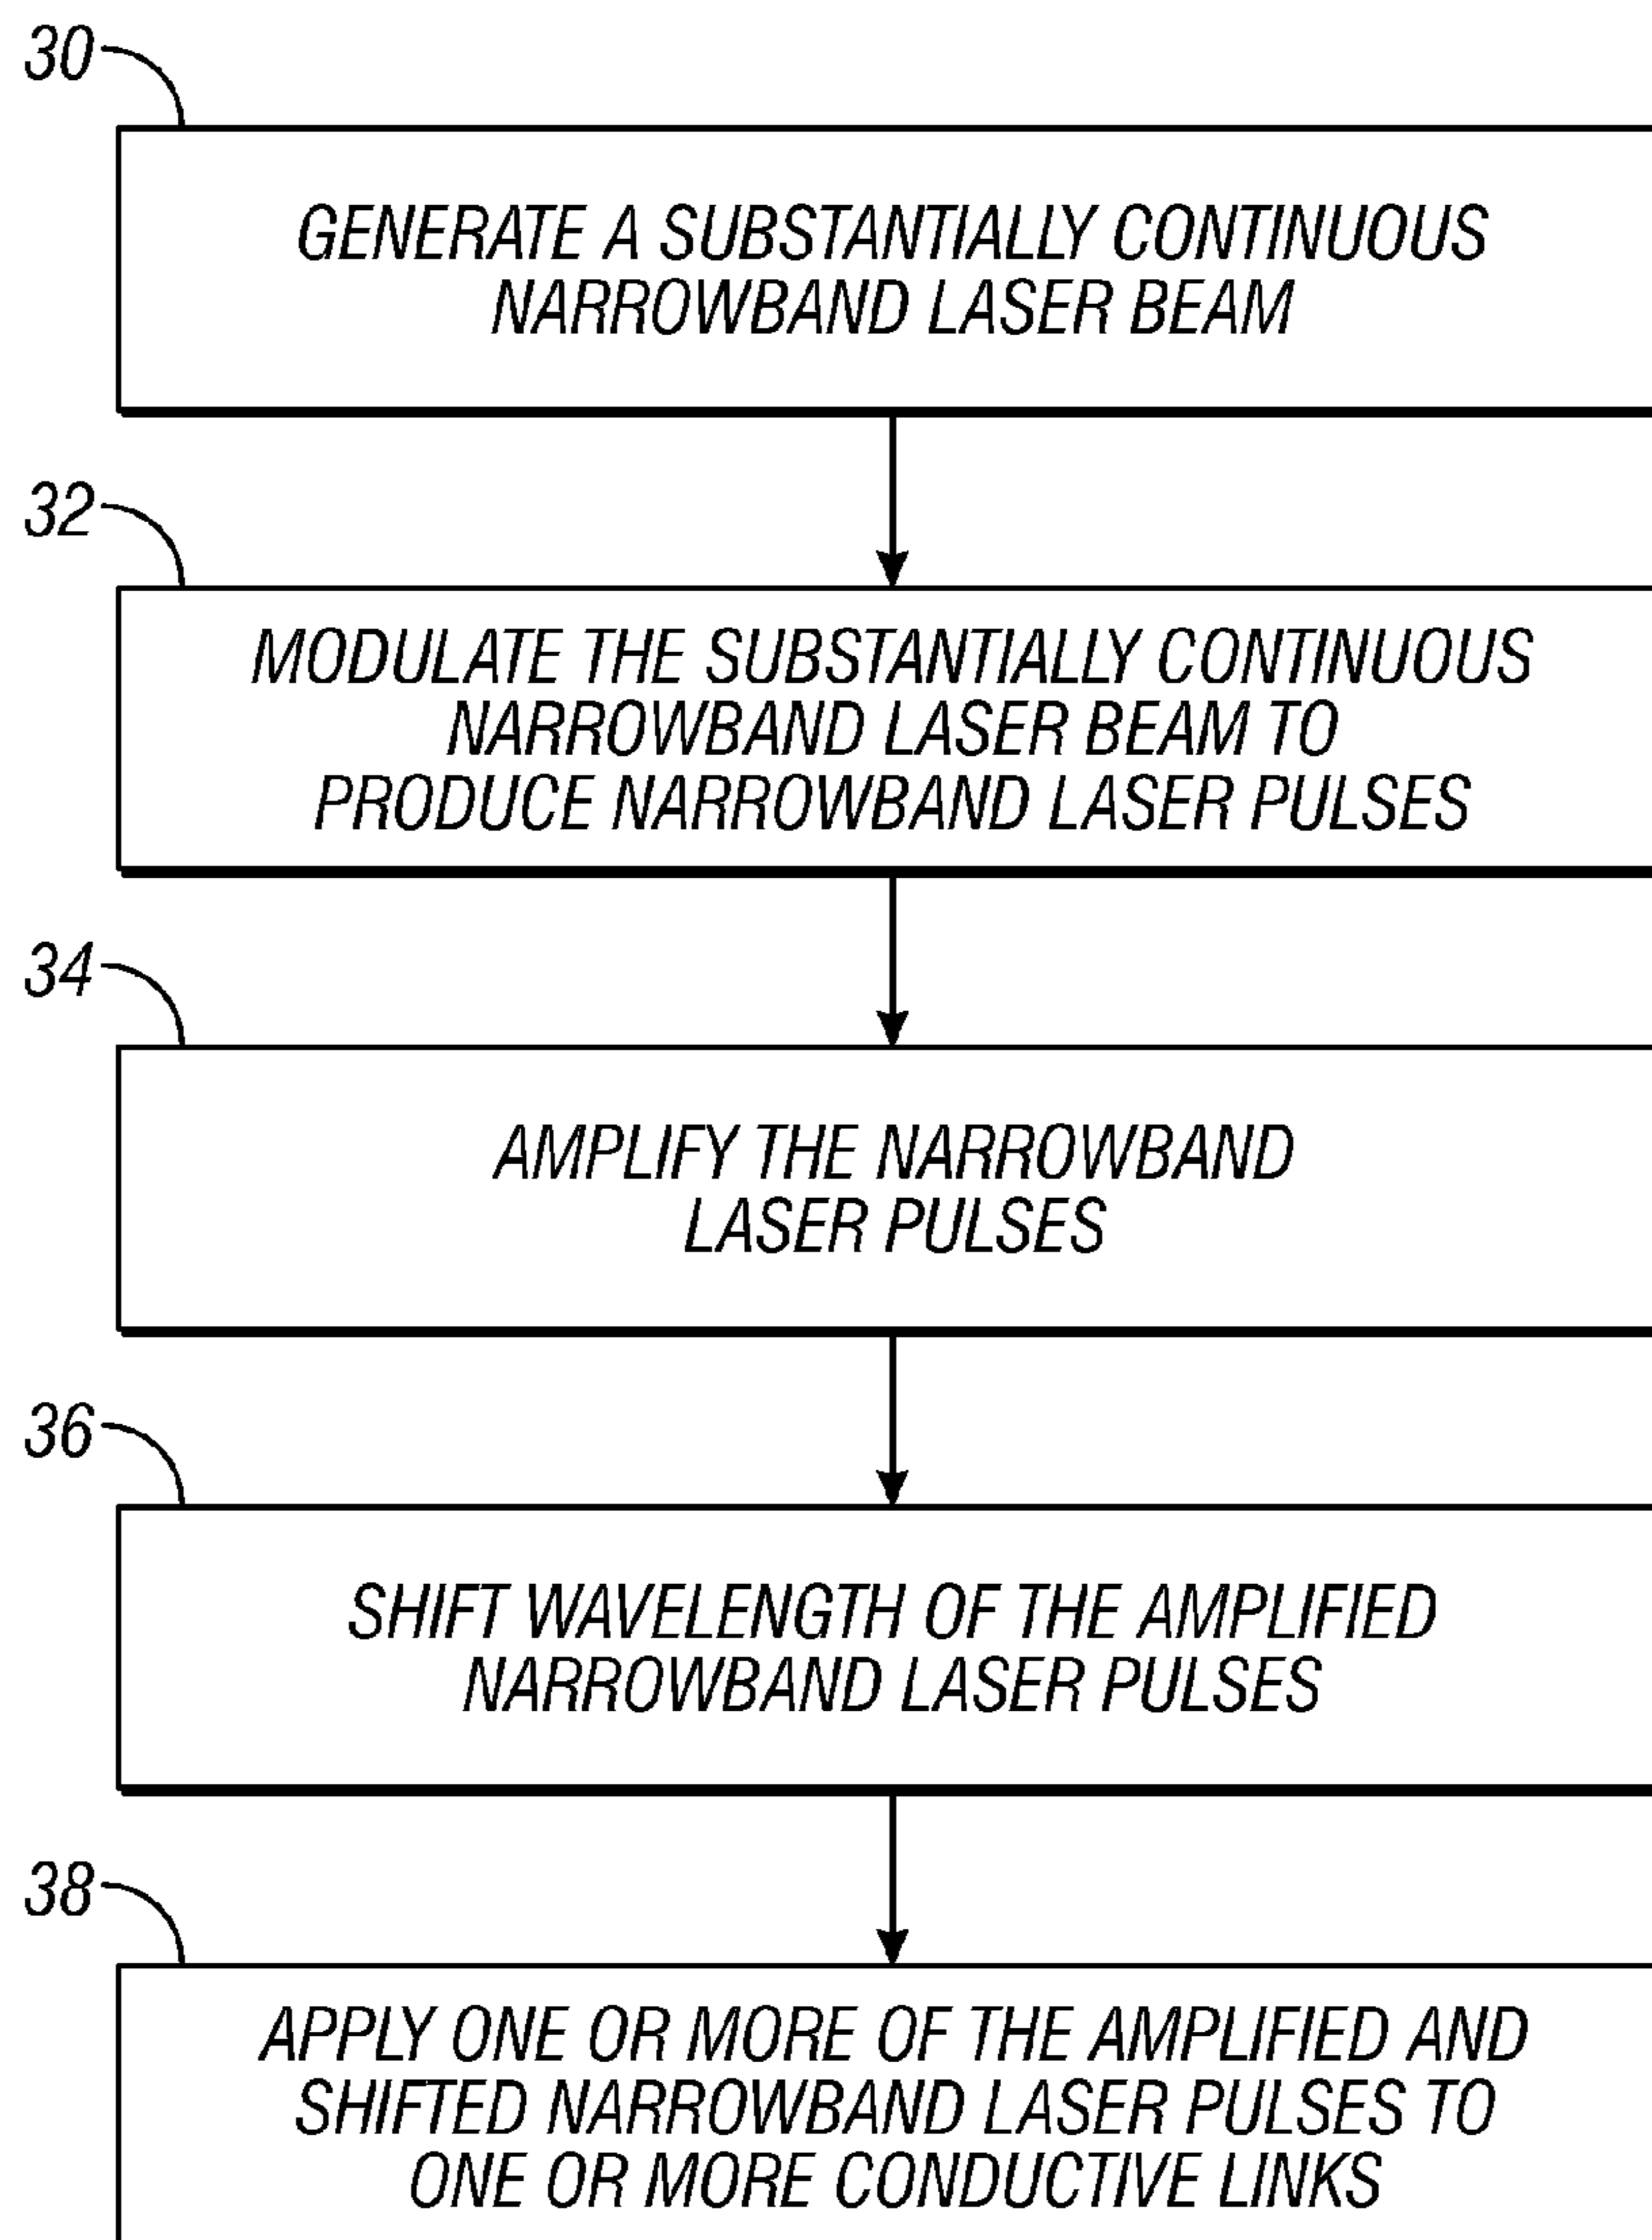 30
GENERATE A SUBSTANTIALLY CONTINUOUS
NARROWBAND LASER BEAM
32
MODULATE THE SUBSTANTIALLY CONTINUOUS
NARROWBAND LASER BEAM TO
PRODUCE NARROWBAND LASER PULSES
34
AMPLIFY THE NARROWBAND
LASER PULSES
36
SHIFT WAVELENGTH OF THE AMPLIFIED
NARROWBAND LASER PULSES
38
APPLY ONE OR MORE OF THE AMPLIFIED AND
SHIFTED NARROWBAND LASER PULSES TO
ONE OR MORE CONDUCTIVE LINKS